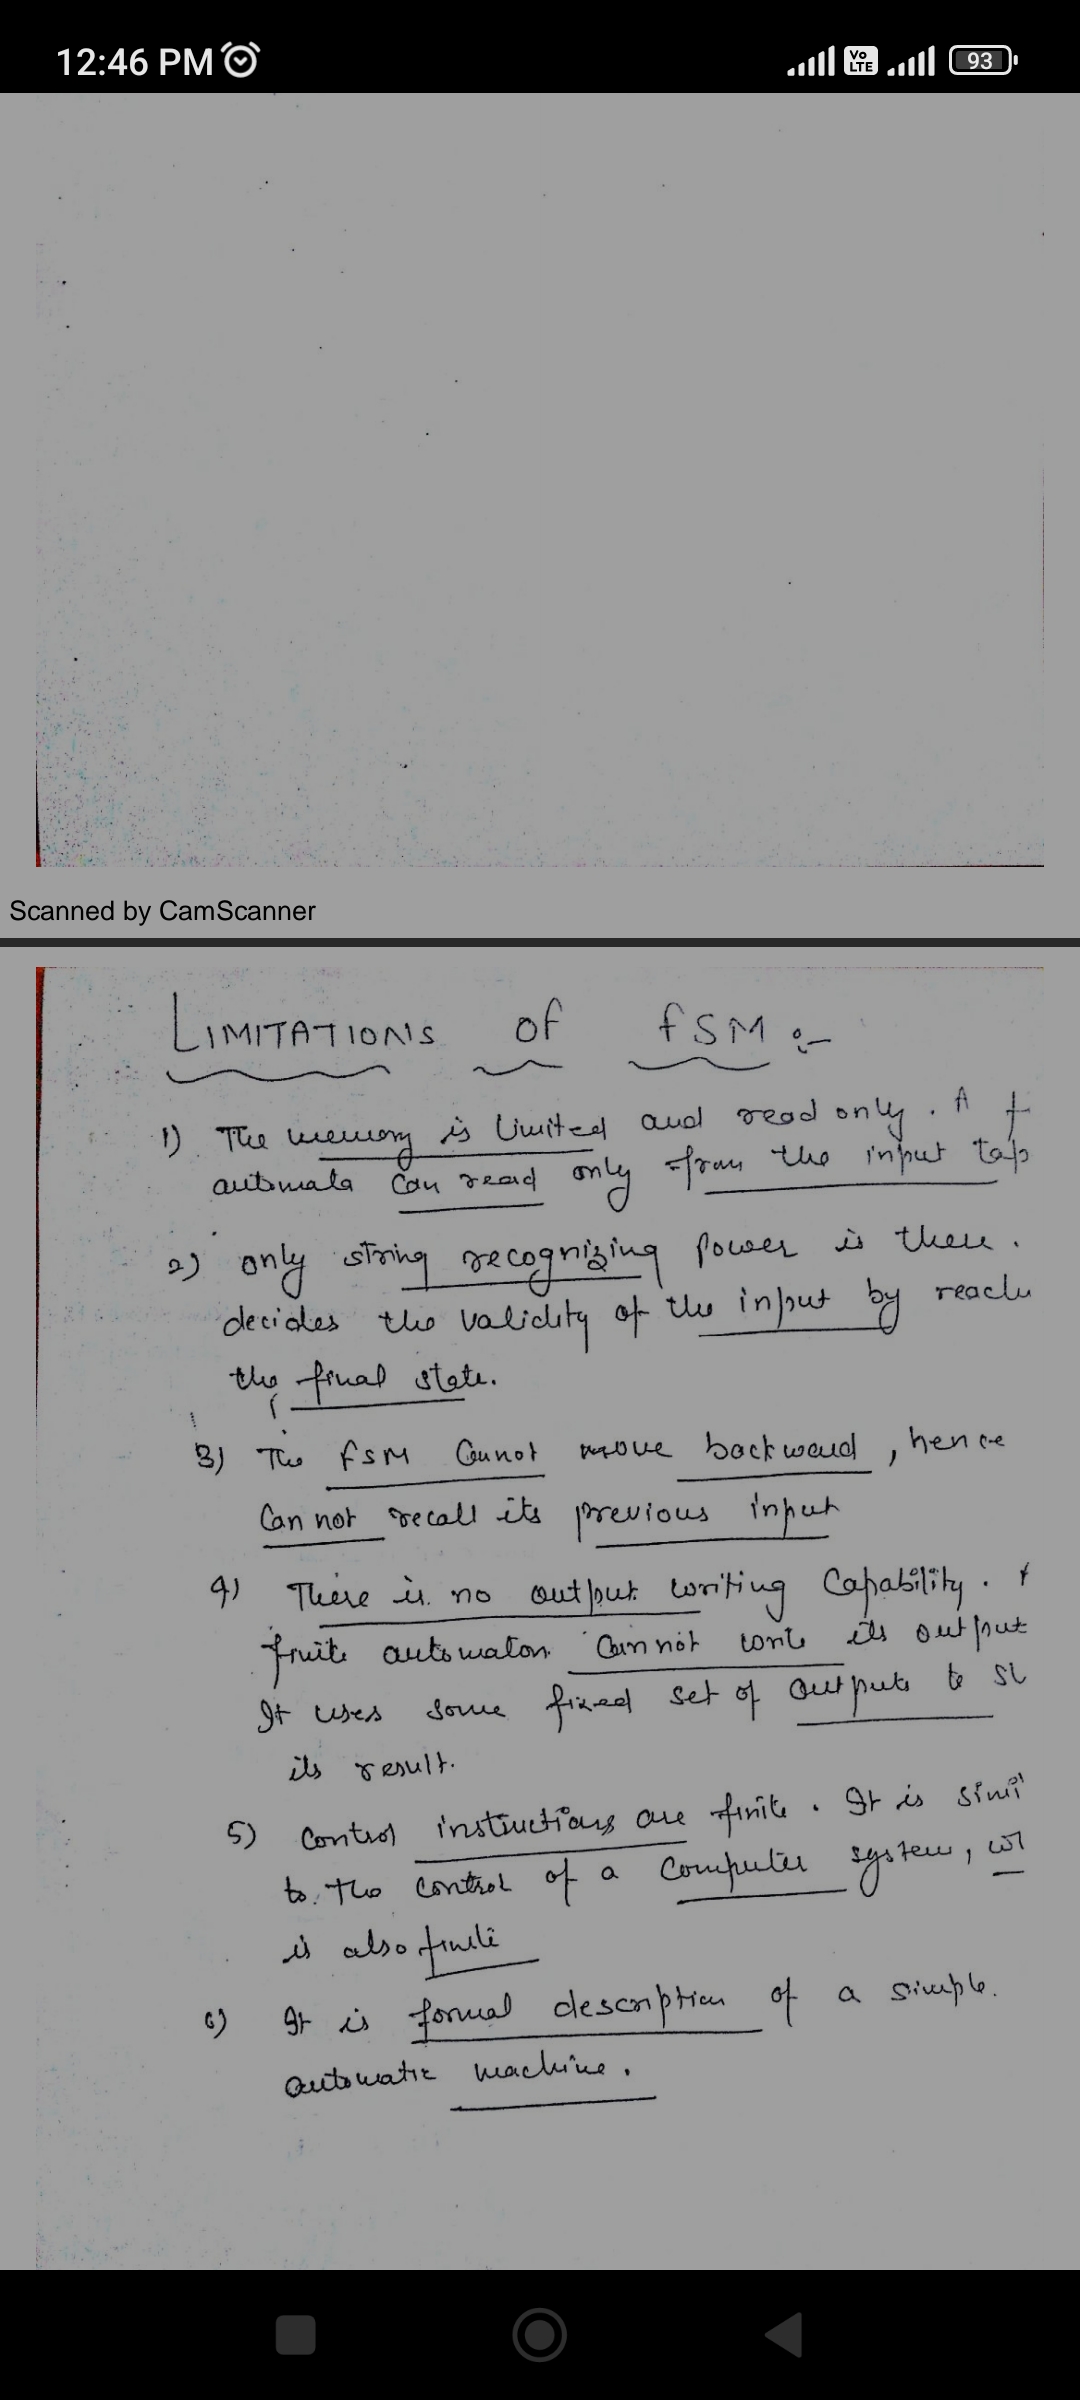 12:46 PM
Vo LTE
93
Scanned by CamScanner
LIMITATIONS of fSM :-
1) The memory is limited and read only. A f
automata can read only from the input tap
2) only string recognizing power is there.
decides the validity of the input by reachi
the final state.
3) The fSM Cannot move backward, hence
Can not recall its previous input
4) There is no output writing Capability.
finite automaton Cannot write its output
It uses some fixed set of outputs to
its result.
5) Control instructions are finite. It is simi
to the control of a Computer system,
is also finite
6) It is formal description of a simple.
automatic machine.